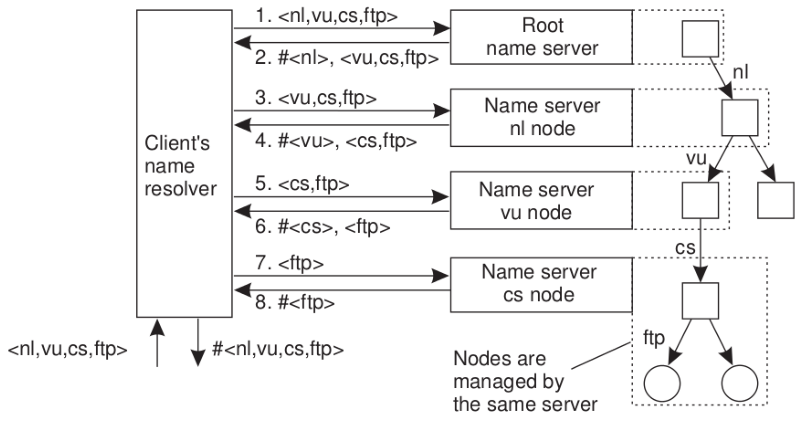 1. <nl,vu,cs,ftp>
Root
name server
2. #<nl>, <vu,cs,ftp>
nl
3. <vu,cs,ftp>
Name server
nl node
4. #<vu>, <cs,ftp>
Client's
name
resolver
vu
5. <cs,ftp>
Name server
vu node
6. #<cs>, <ftp>
cs
7. <ftp>
Name server
cs node
8. #<ftp>
<nl,vu,cs,ftp>
#<nl,vu,cs,ftp>
ftp
Nodes are
managed by
the same server